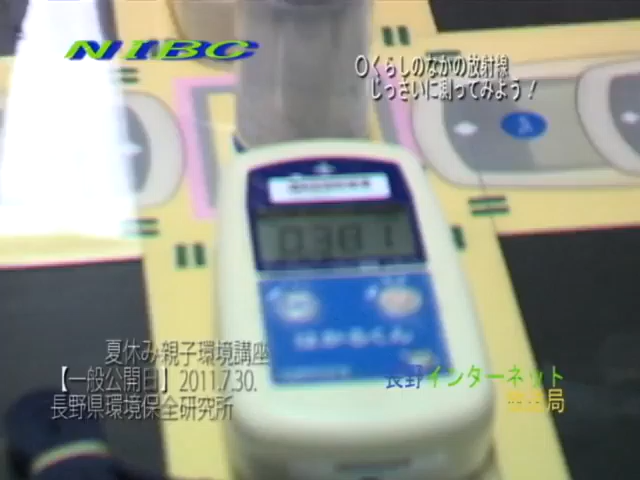 NIBC
○くらしのなかの放射線
じっさいに測ってみよう！
0.381
はかるくん
夏休み親子環境講座
【一般公開日】2011.7.30.
長野県環境保全研究所
長野インターネット
局